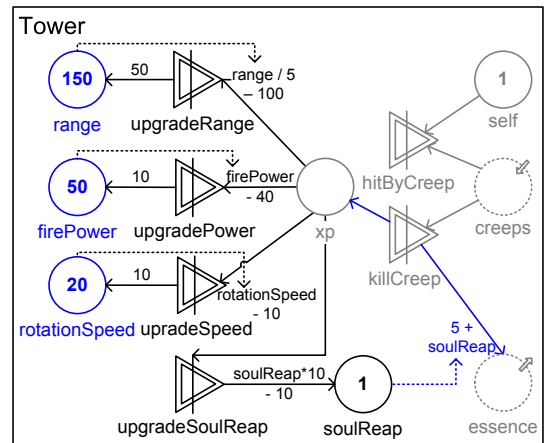 Tower
150
range
50
upgradeRange
range / 5
– 100
1
self
hitByCreep
50
firePower
10
upgradePower
firePower
- 40
xp
creeps
killCreep
20
rotationSpeed
10
upradeSpeed
rotationSpeed
- 10
5 +
soulReap
upgradeSoulReap
soulReap*10
- 10
1
soulReap
essence